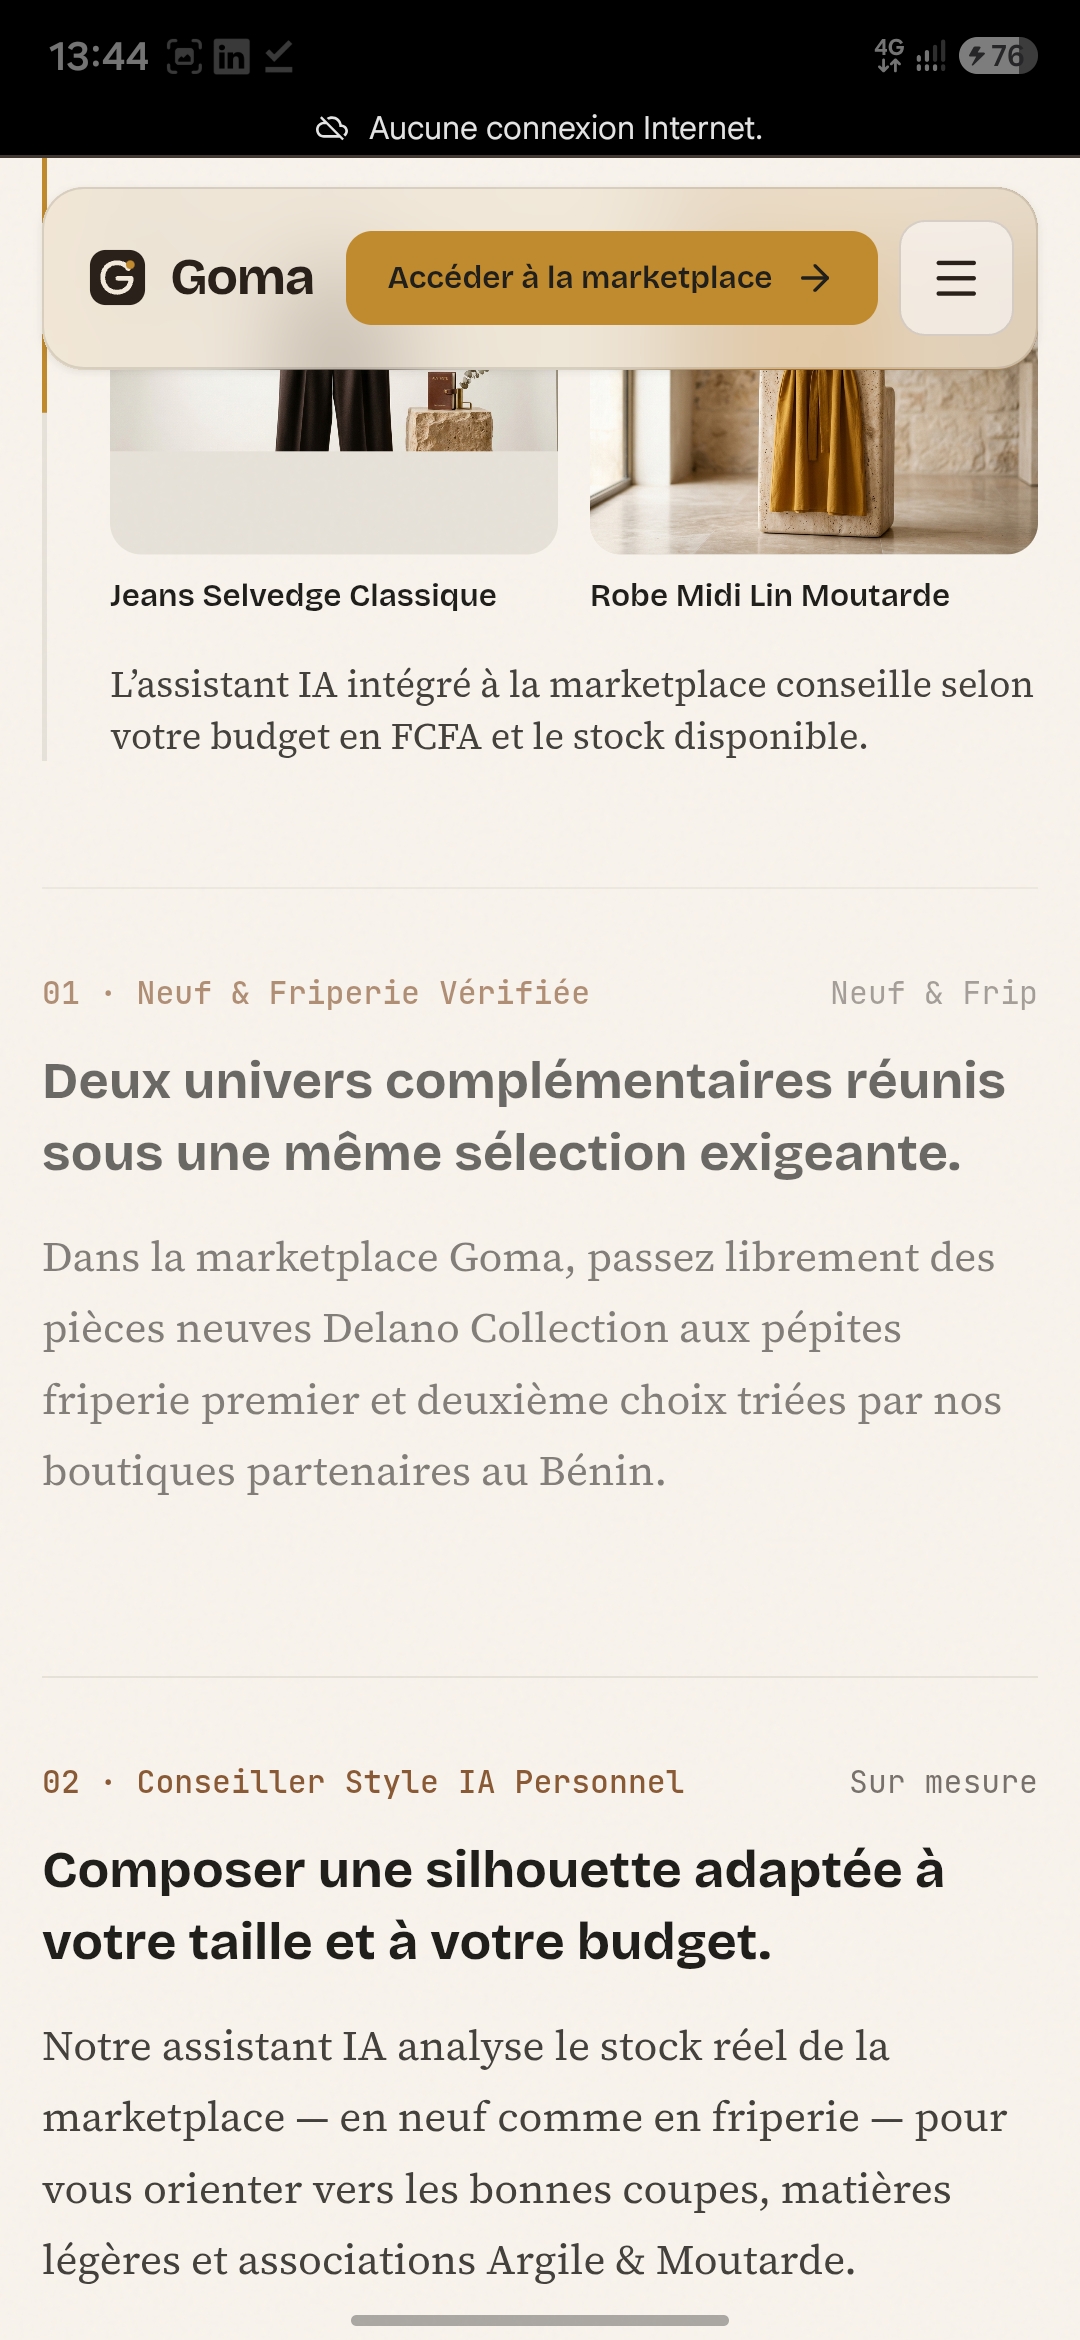 13:44
4G
76
Aucune connexion Internet.
Goma
Accéder à la marketplace
Jeans Selvedge Classique
Robe Midi Lin Moutarde
L’assistant IA intégré à la marketplace conseille selon
votre budget en FCFA et le stock disponible.
01 · Neuf & Friperie Vérifiée
Neuf & Frip
Deux univers complémentaires réunis
sous une même sélection exigeante.
Dans la marketplace Goma, passez librement des
pièces neuves Delano Collection aux pépites
friperie premier et deuxième choix triées par nos
boutiques partenaires au Bénin.
02 · Conseiller Style IA Personnel
Sur mesure
Composer une silhouette adaptée à
votre taille et à votre budget.
Notre assistant IA analyse le stock réel de la
marketplace — en neuf comme en friperie — pour
vous orienter vers les bonnes coupes, matières
légères et associations Argile & Moutarde.